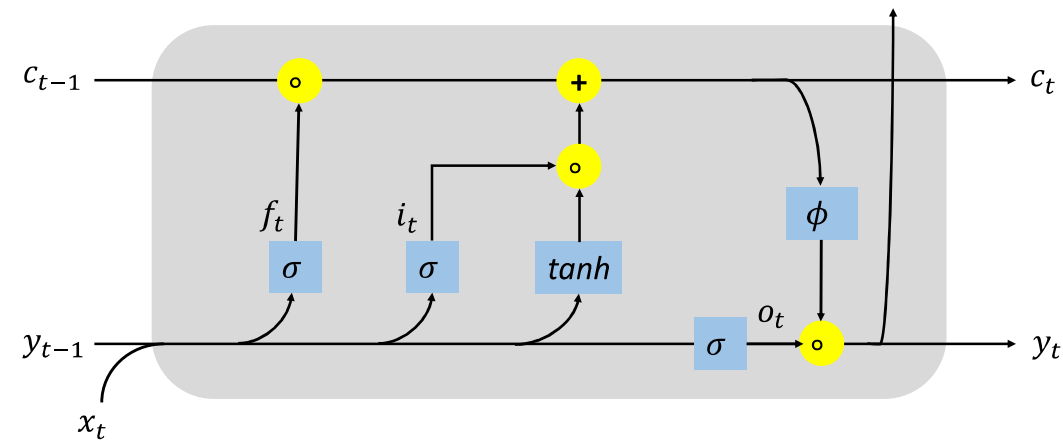 c_{t-1}
∘
+
c_t
∘
f_t
i_t
ϕ
σ
σ
tanh
o_t
y_{t-1}
σ
∘
y_t
x_t